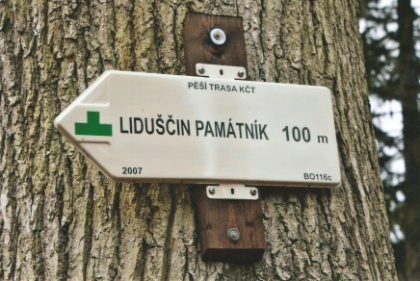 PĚŠÍ TRASA KČT
LIDUŠČIN PAMÁTNÍK 100 m
2007 BO116c